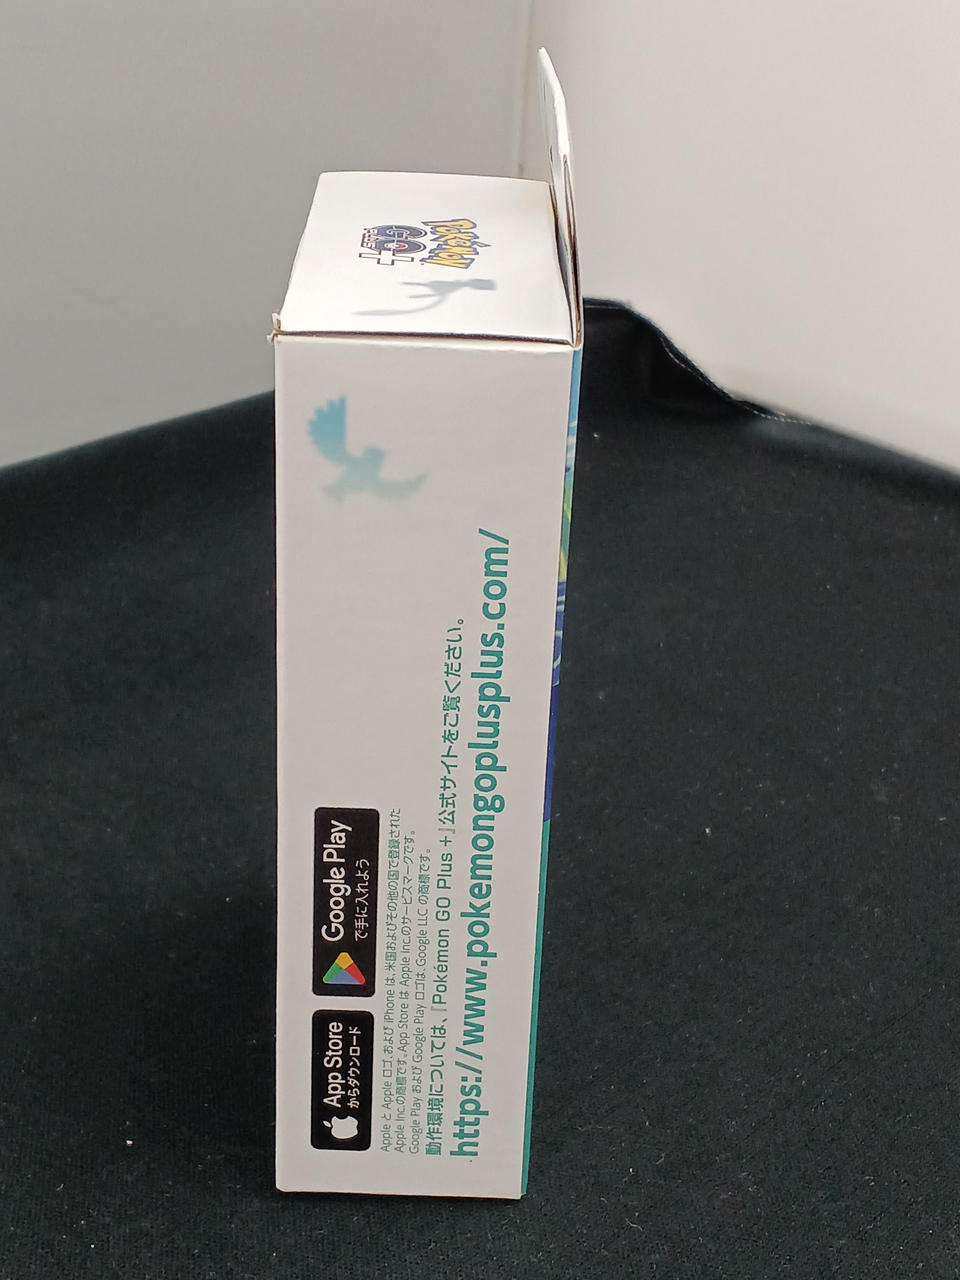 Pokémon
GO
PLUS
+
App Store
からダウンロード
Google Play
で手に入れよう
Apple と Apple ロゴ、および iPhone は、米国およびその他の国で登録された
Apple Inc.の商標です。App Store は Apple Inc.のサービスマークです。
Google Play および Google Play ロゴは、Google LLC の商標です。
動作環境については、『Pokémon GO Plus +』公式サイトをご覧ください。
https://www.pokemongoplusplus.com/